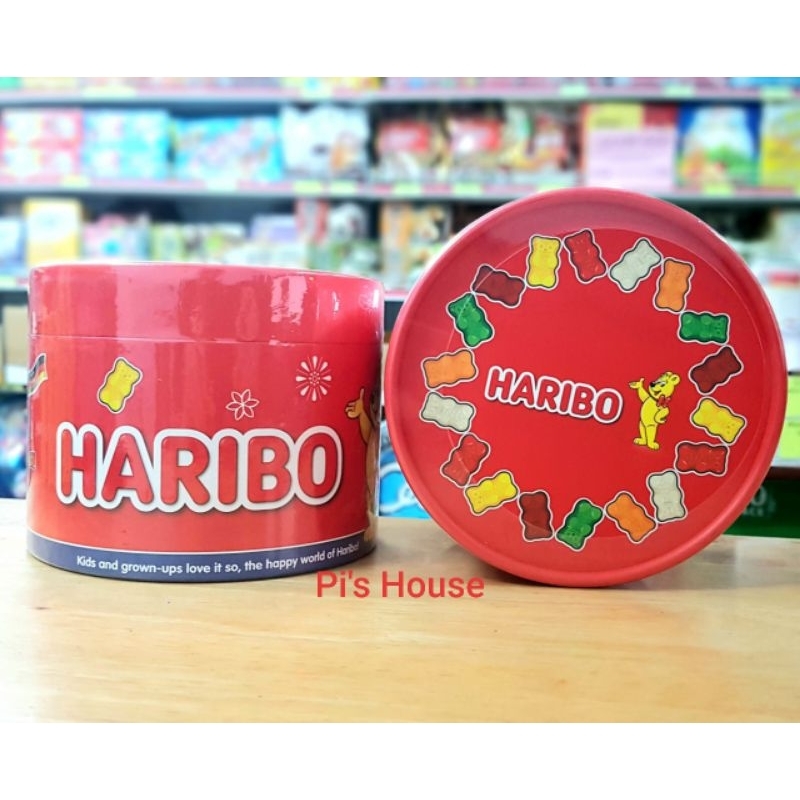 HARIBO
Kids and grown-ups love it so, the happy world of Haribo!
HARIBO
Pi's House